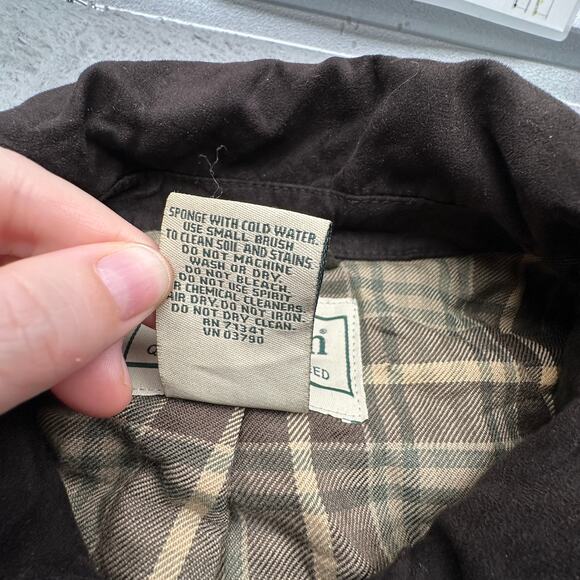 SPONGE WITH COLD WATER.
USE SMALL BRUSH
TO CLEAN SOIL AND STAINS
DO NOT MACHINE
WASH OR DRY.
DO NOT BLEACH.
DO NOT USE SPIRIT
CHEMICAL CLEANERS.
AIR DRY. DO NOT IRON.
DO NOT DRY-CLEAN.
RN 71341
UN 03790